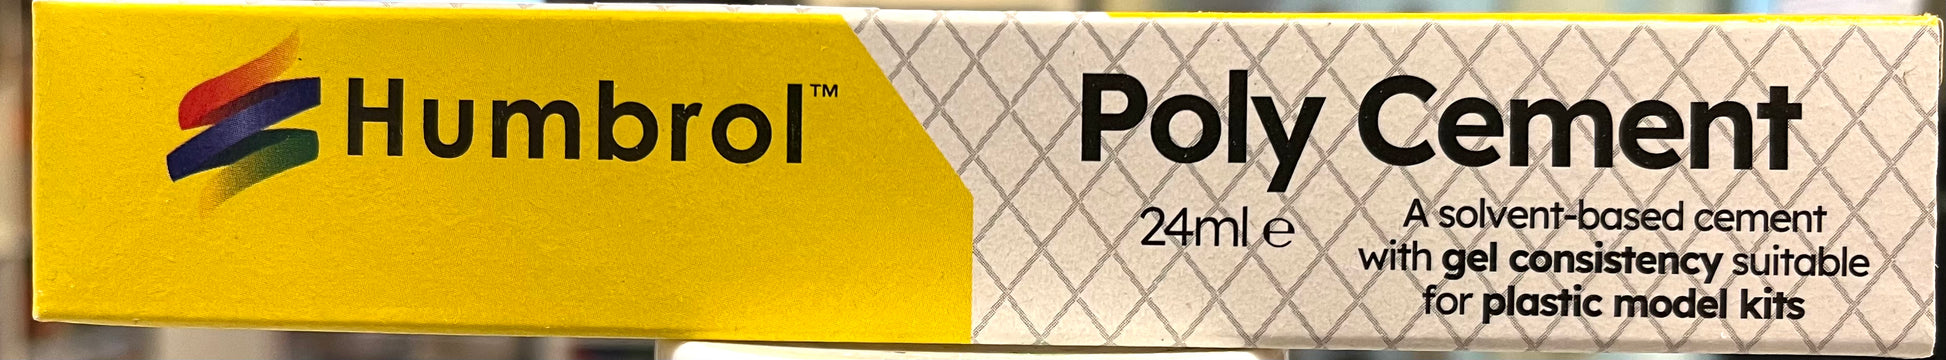 Humbrol™
Poly Cement
24ml ℮
A solvent-based cement
with gel consistency suitable
for plastic model kits